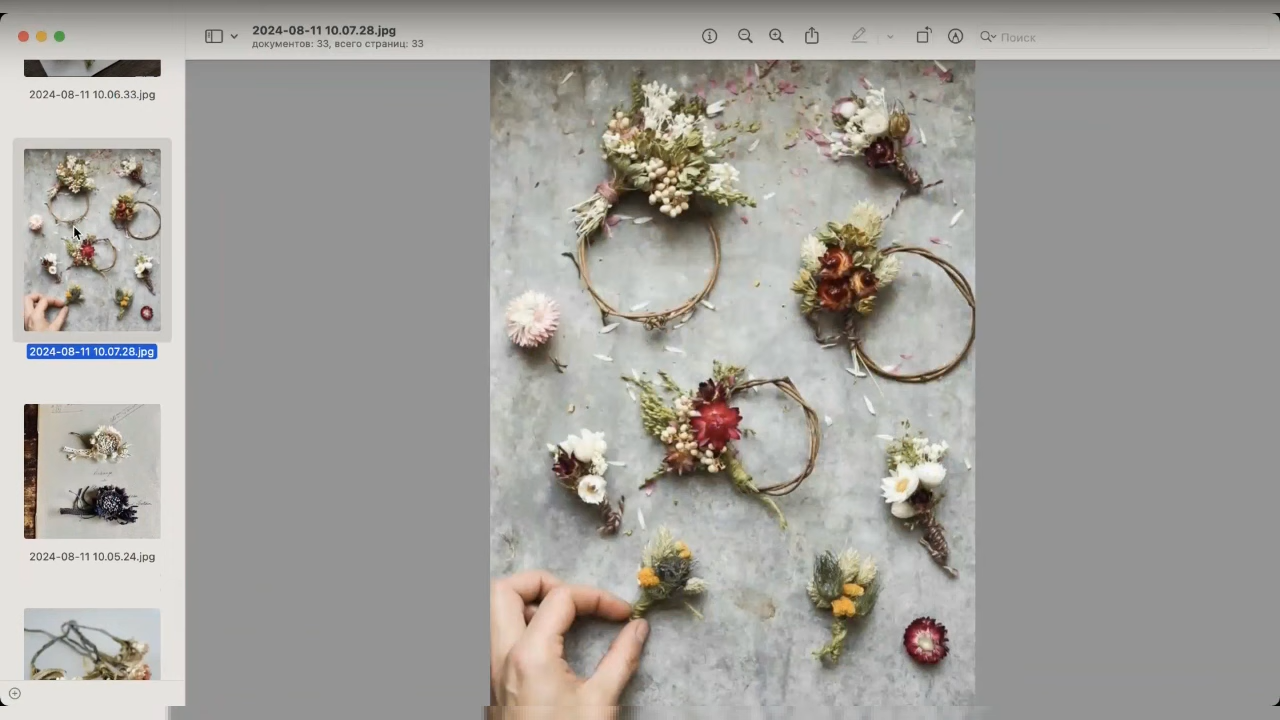 2024-08-11 10.07.28.jpg
документов: 33, всего страниц: 33
Поиск
2024-08-11 10.06.33.jpg
2024-08-11 10.07.28.jpg
2024-08-11 10.05.24.jpg